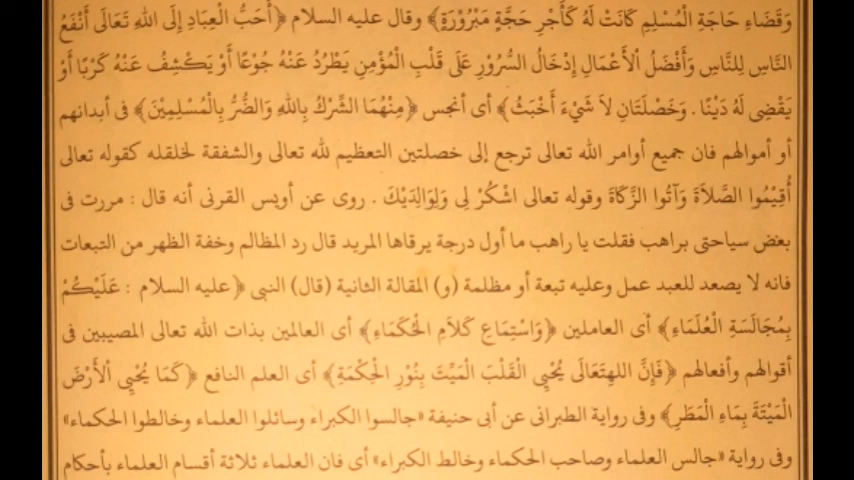 وَقَضَاءِ حَاجَةِ الْمُسْلِمِ كَانَتْ لَهُ كَأَجْرِ حَجَّةٍ مَبْرُورَةٍ﴾ وقال عليه السلام ﴿أَحَبُّ الْعِبَادِ إِلَى اللهِ تَعَالَى أَنْفَعُ
النَّاسِ لِلنَّاسِ وَأَفْضَلُ الْأَعْمَالِ إِدْخَالُ السُّرُورِ عَلَى قَلْبِ الْمُؤْمِنِ يَطْرُدُ عَنْهُ جُوْعًا أَوْ يَكْشِفُ عَنْهُ كَرْبًا أَوْ
يَقْضِى لَهُ دَيْنًا . وَخَصْلَتَانِ لاَ شَيْءَ أَخْبَثُ﴾ أى أنجس ﴿مِنْهُمَا الشِّرْكُ بِاللهِ وَالضُّرُّ بِالْمُسْلِمِيْنَ﴾ فى أبدانهم
أو أموالهم فان جميع أوامر الله تعالى ترجع إلى خصلتين التعظيم لله تعالى والشفقة لخلقله كقوله تعالى
أَقِيْمُوا الصَّلاَةَ وَآتُوا الزَّكَاةَ وقوله تعالى اشْكُرْ لِى وَلِوَالِدَيْكَ . روى عن أويس القرنى أنه قال : مررت فى
بعض سياحتى براهب فقلت يا راهب ما أول درجة يرقاها المريد قال رد المظالم وخفة الظهر من التبعات
فانه لا يصعد للعبد عمل وعليه تبعة أو مظلمة (و) المقالة الثانية (قال) النبى ﴿عليه السلام : عَلَيْكُمْ
بِمُجَالَسَةِ الْعُلَمَاءِ﴾ أى العاملين ﴿وَاسْتِمَاعِ كَلاَمِ الْحُكَمَاءِ﴾ أى العالمين بذات الله تعالى المصيبين فى
أقوالهم وأفعالهم ﴿فَإِنَّ اللهتَعَالَى يُحْيِى الْقَلْبَ الْمَيِّتَ بِنُوْرِ الْحِكْمَةِ﴾ أى العلم النافع ﴿كَمَا يُحْيِى الْأَرْضَ
الْمَيْتَةَ بِمَاءِ الْمَطَرِ﴾ وفى رواية الطبرانى عن أبى حنيفة «جالسوا الكبراء وسائلوا العلماء وخالطوا الحكماء»
وفى رواية «جالس العلماء وصاحب الحكماء وخالط الكبراء» أى فان العلماء ثلاثة أقسام العلماء بأحكام